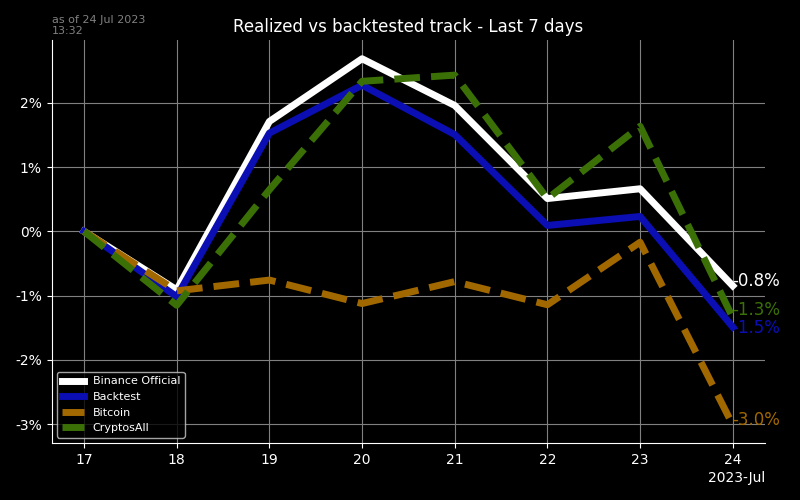 as of 24 Jul 2023
13:32
Realized vs backtested track - Last 7 days
2%
1%
0%
-1%
-2%
-3%
-0.8%
-1.3%
-1.5%
-3.0%
Binance Official
Backtest
Bitcoin
CryptosAll
17 18 19 20 21 22 23 24
2023-Jul